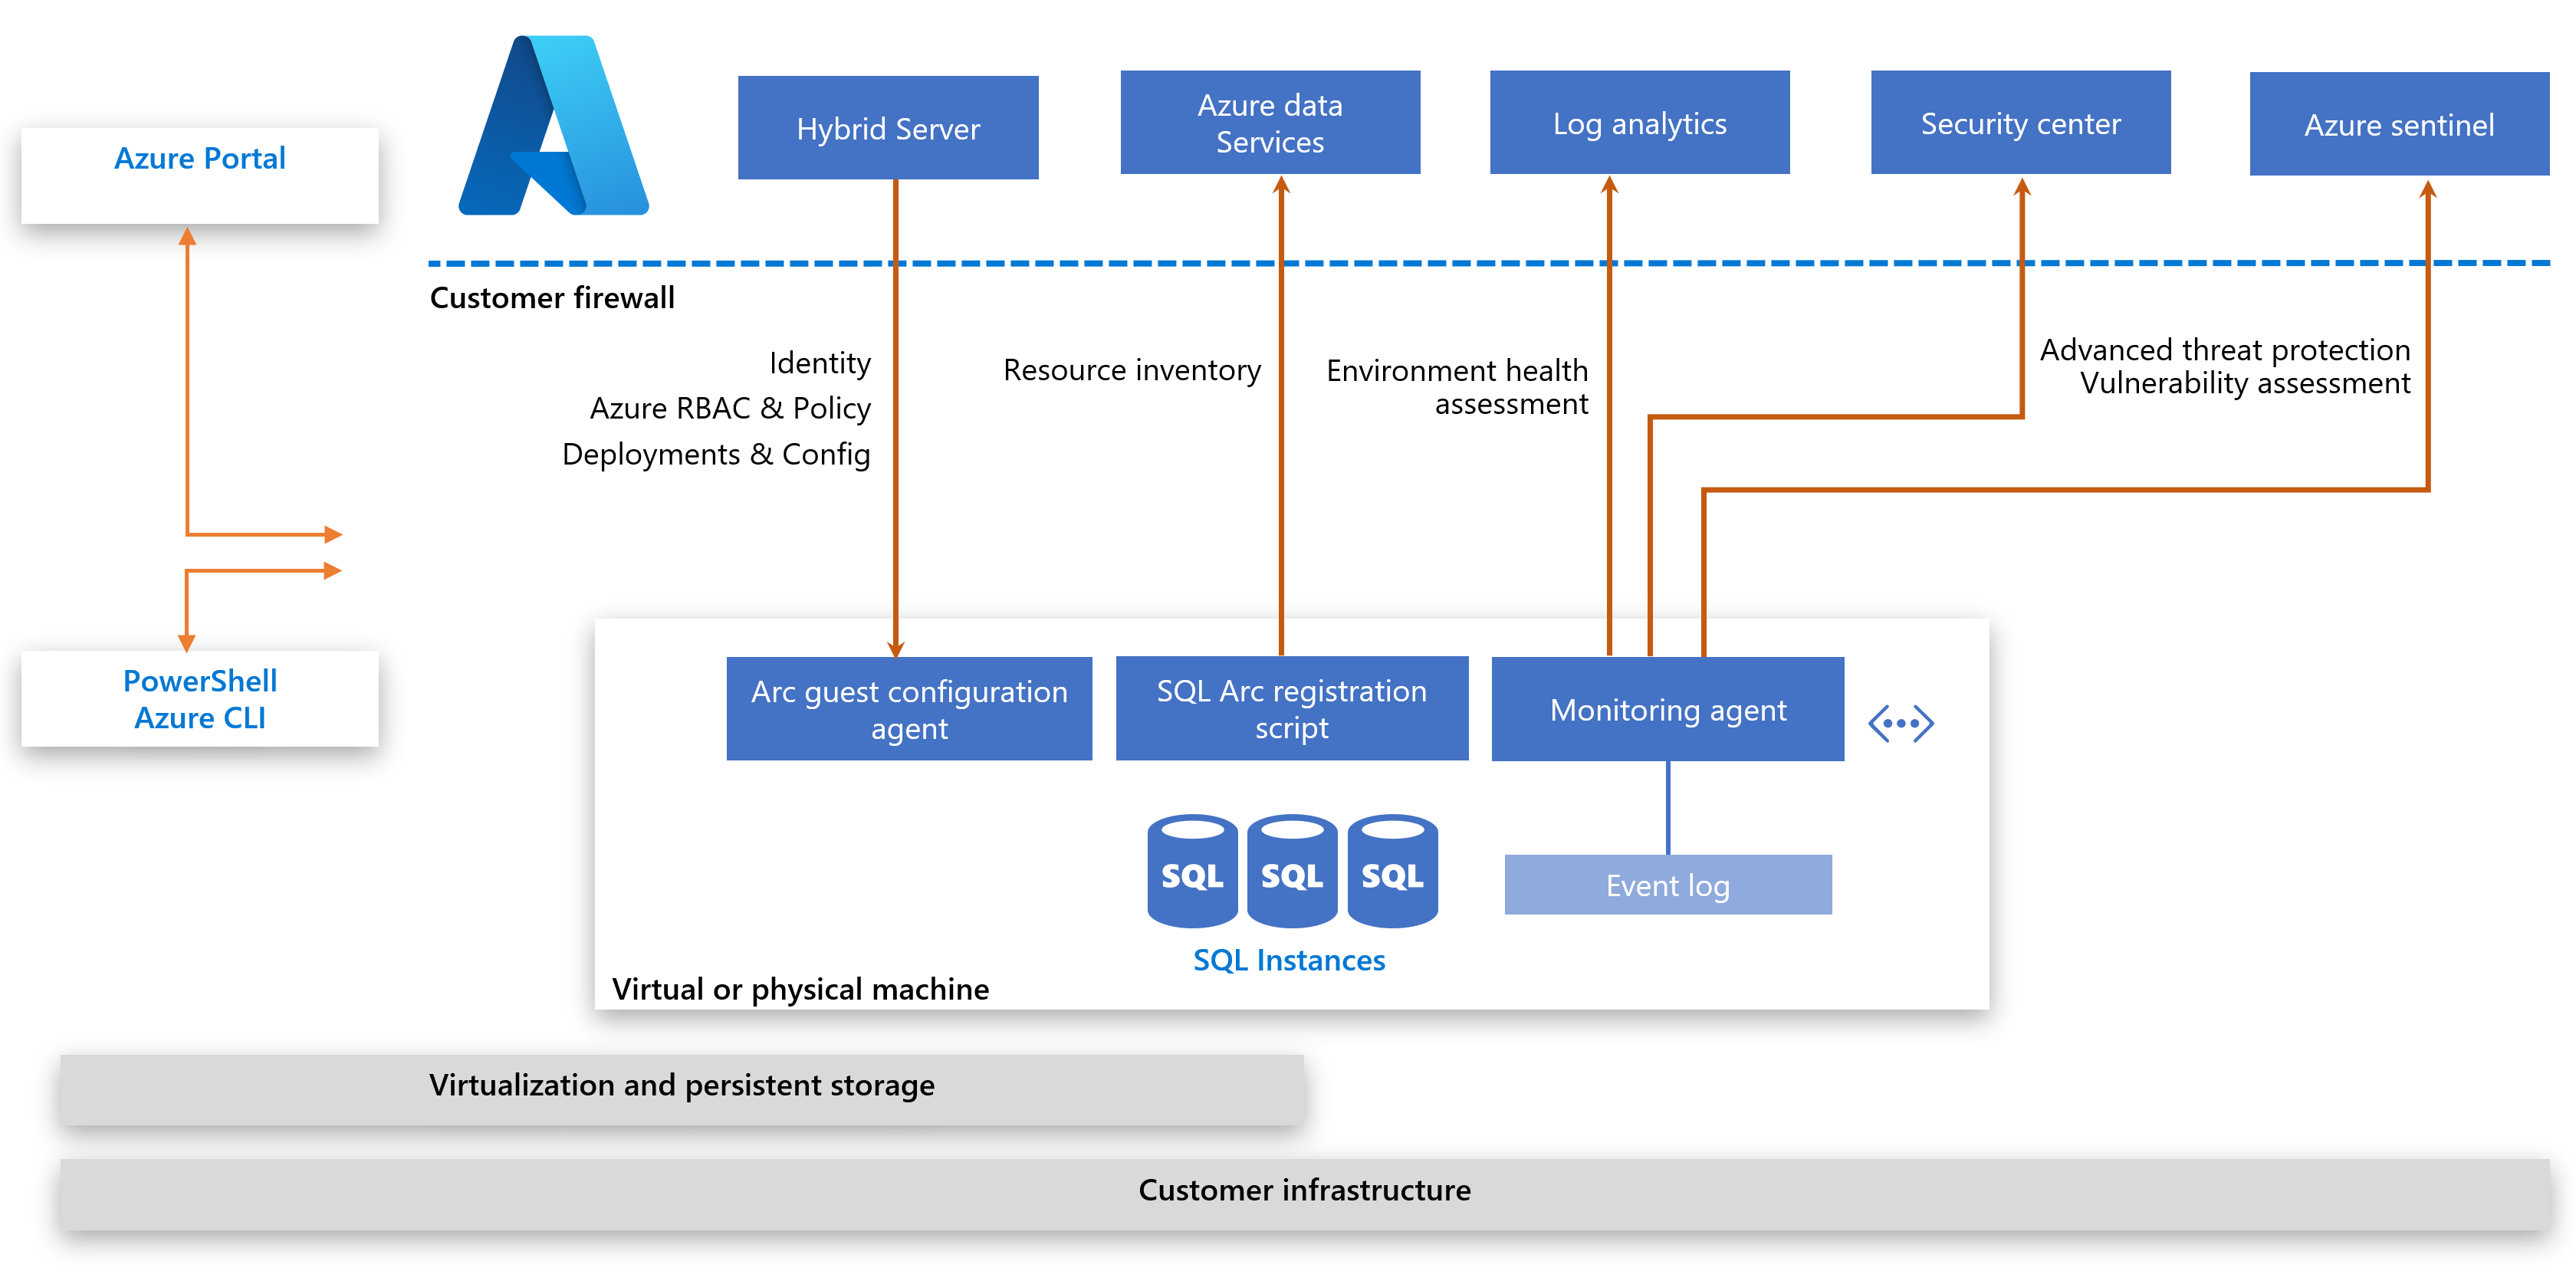 Azure Portal
Hybrid Server
Azure data
Services
Log analytics
Security center
Azure sentinel
Customer firewall
Identity
Azure RBAC & Policy
Deployments & Config
Resource inventory
Environment health
assessment
Advanced threat protection
Vulnerability assessment
PowerShell
Azure CLI
Arc guest configuration
agent
SQL Arc registration
script
Monitoring agent
SQL
SQL
SQL
SQL Instances
Event log
Virtual or physical machine
Virtualization and persistent storage
Customer infrastructure